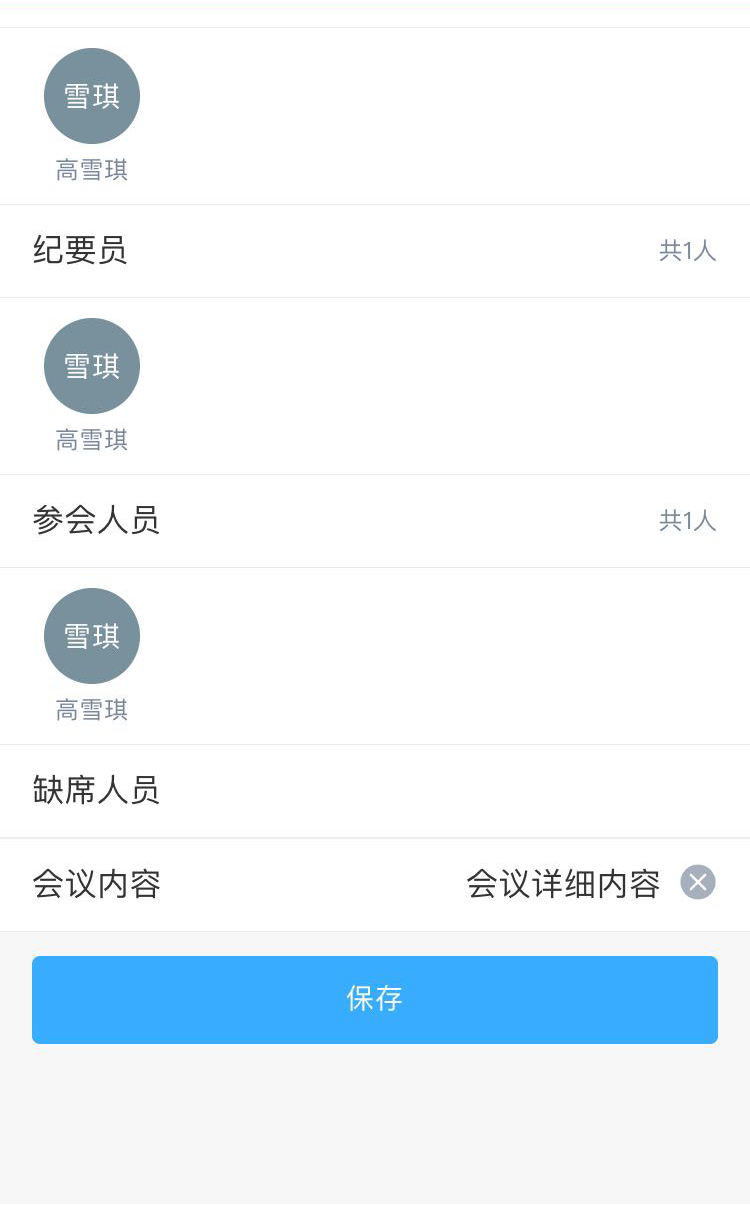 雪琪
高雪琪
纪要员 共1人
雪琪
高雪琪
参会人员 共1人
雪琪
高雪琪
缺席人员
会议内容 会议详细内容
保存